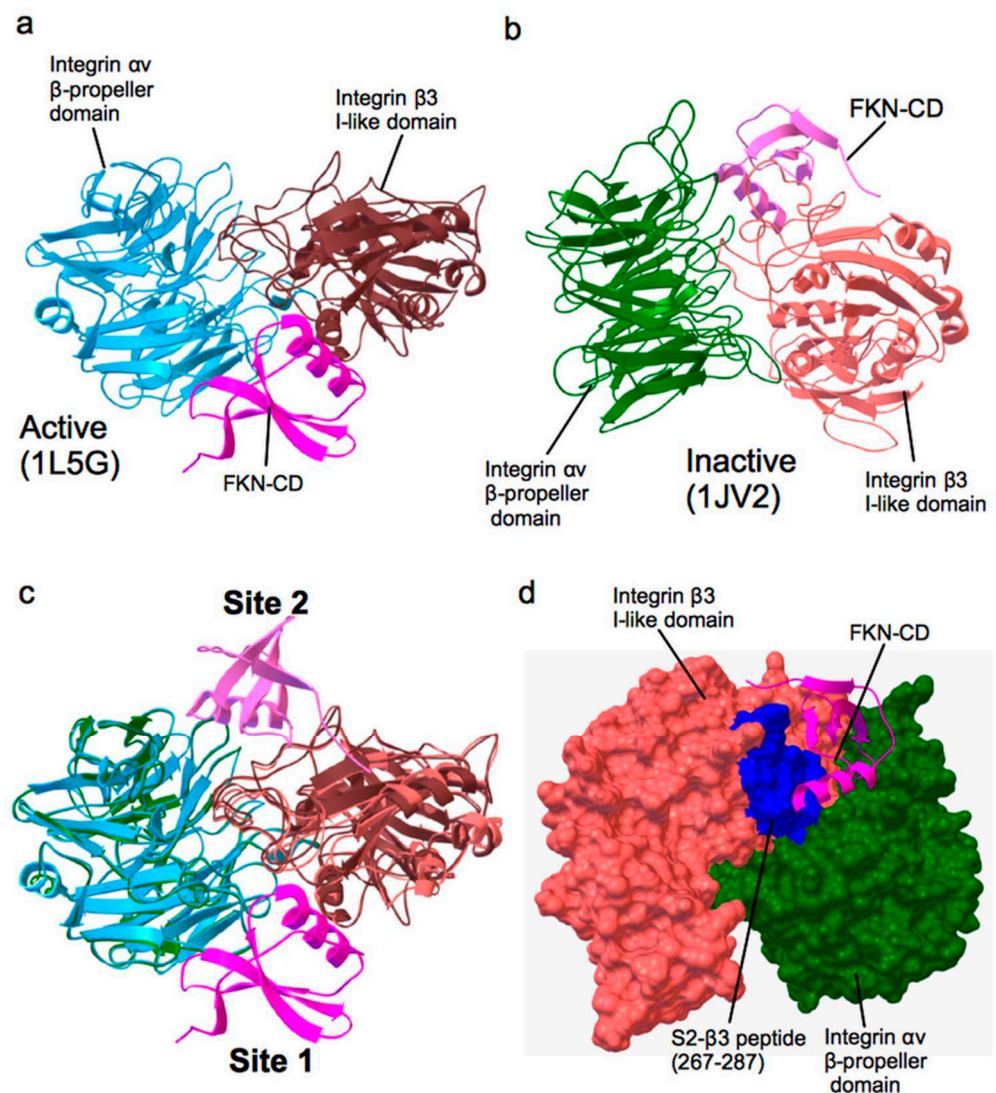 a
Integrin αv
β-propeller
domain
Integrin β3
I-like domain
Active
(1L5G)
FKN-CD
b
FKN-CD
Integrin αv
β-propeller
domain
Inactive
(1JV2)
Integrin β3
I-like domain
c
Site 2
Site 1
d
Integrin β3
I-like domain
FKN-CD
S2-β3 peptide
(267-287)
Integrin αv
β-propeller
domain